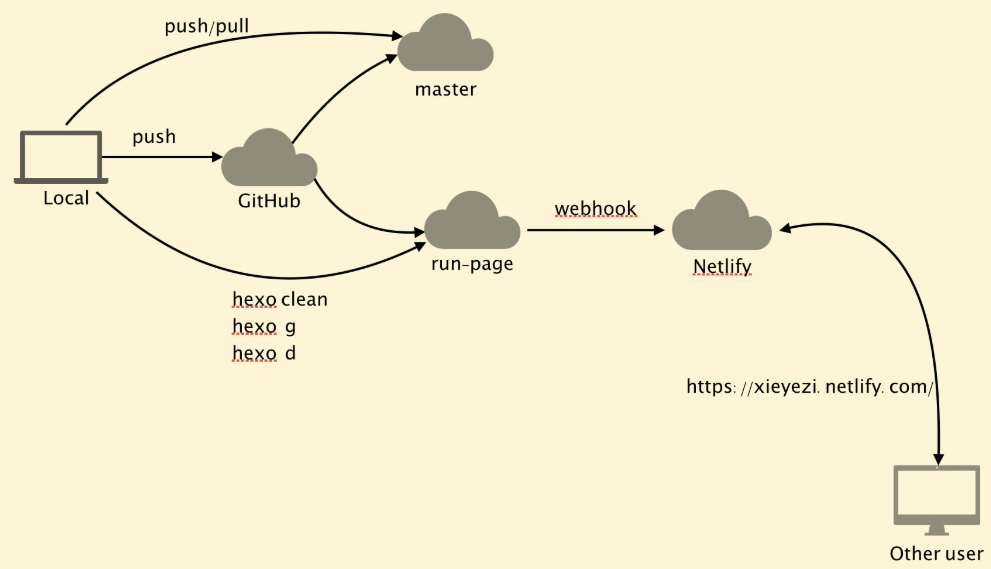 push/pull
master
push
Local
GitHub
webhook
run-page
Netlify
hexo clean
hexo g
hexo d
https://xieyezi.netlify.com/
Other user